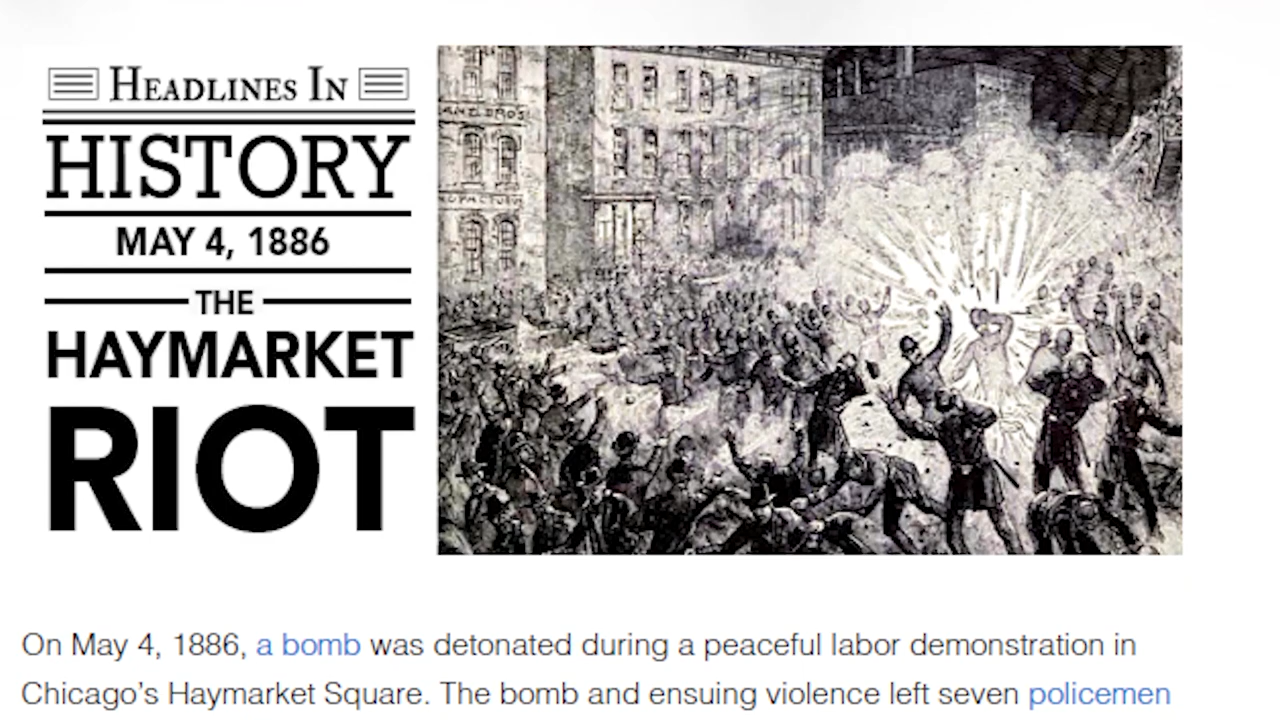 HEADLINES IN
HISTORY
MAY 4, 1886
THE
HAYMARKET
RIOT
On May 4, 1886, a bomb was detonated during a peaceful labor demonstration in
Chicago's Haymarket Square. The bomb and ensuing violence left seven policemen